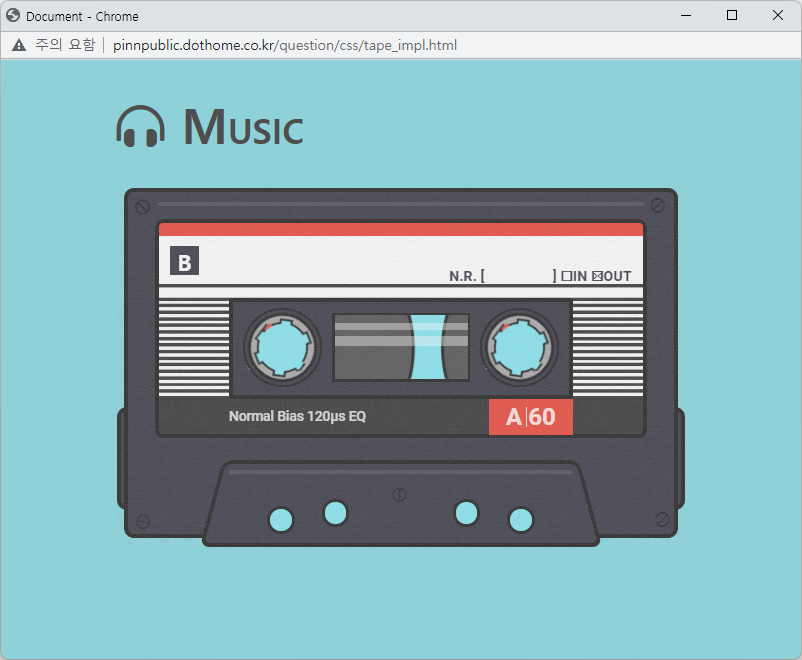 Document - Chrome
주의 요함 | pinnpublic.dothome.co.kr/question/css/tape_impl.html
Music
B
N.R. [ ] ☐IN ☒OUT
Normal Bias 120μs EQ
A|60